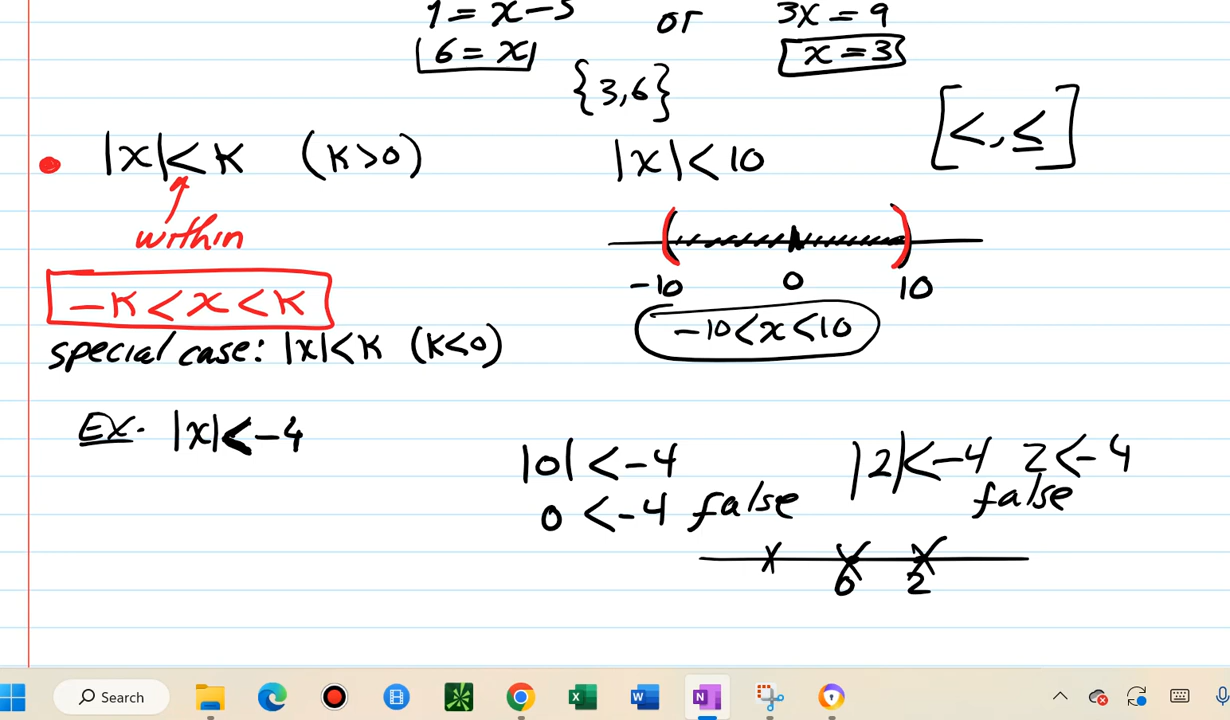 1 = x - 5 or 3x = 9
6 = x x = 3
{3,6}
|x| < K (K>0) |x| < 10 [<, ≤]
within
-10 0 10
-K < x < K
-10 < x < 10
special case: |x| < K (K<0)
EX. |x| < -4
|0| < -4 |2| < -4 2 < -4
0 < -4 false false
0 2
Search